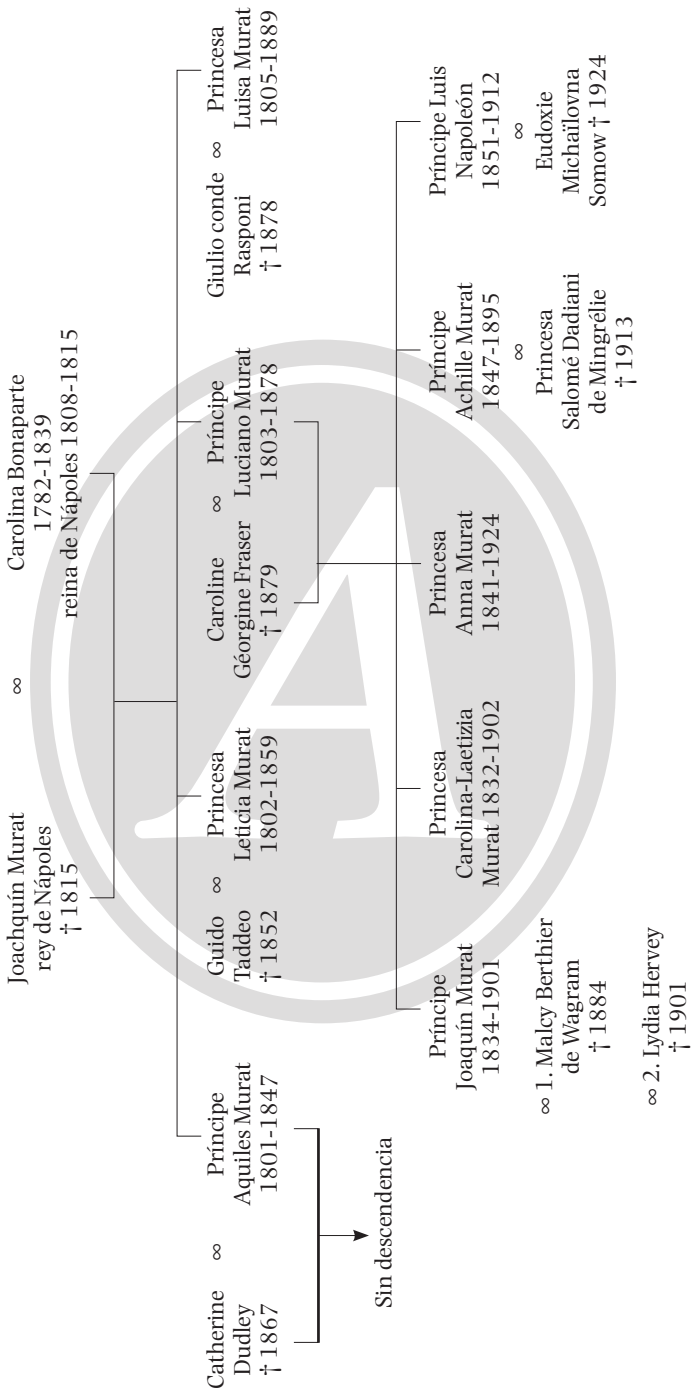 Joachquín Murat
rey de Nápoles
† 1815
∞
Carolina Bonaparte
1782-1839
reina de Nápoles 1808-1815
Catherine
Dudley
† 1867
∞
Príncipe
Aquiles Murat
1801-1847
Guido
Taddeo
† 1852
∞
Princesa
Leticia Murat
1802-1859
Caroline
Géorgine Fraser
† 1879
∞
Príncipe
Luciano Murat
1803-1878
Giulio conde
Rasponi
† 1878
∞
Princesa
Luisa Murat
1805-1889
Sin descendencia
Príncipe
Joaquín Murat
1834-1901
∞ 1. Malcy Berthier
de Wagram
† 1884
∞ 2. Lydia Hervey
† 1901
Princesa
Carolina-Laetizia
Murat 1832-1902
Princesa
Anna Murat
1841-1924
Príncipe
Achille Murat
1847-1895
∞
Princesa
Salomé Dadiani
de Mingrélie
† 1913
Príncipe Luis
Napoleón
1851-1912
∞
Eudoxie
Michaïlovna
Somow † 1924
A